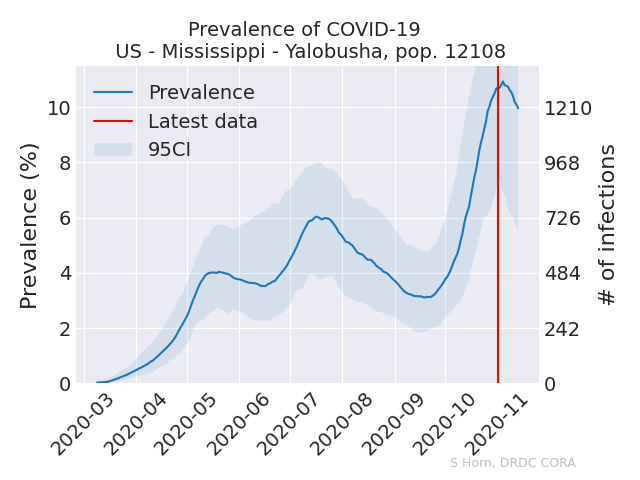 Prevalence of COVID-19
US - Mississippi - Yalobusha, pop. 12108
Prevalence
Latest data
95CI
Prevalence (%)
10
8
6
4
2
0
1210
968
726
484
242
0
# of infections
2020-03
2020-04
2020-05
2020-06
2020-07
2020-08
2020-09
2020-10
2020-11
S Horn, DRDC CORA